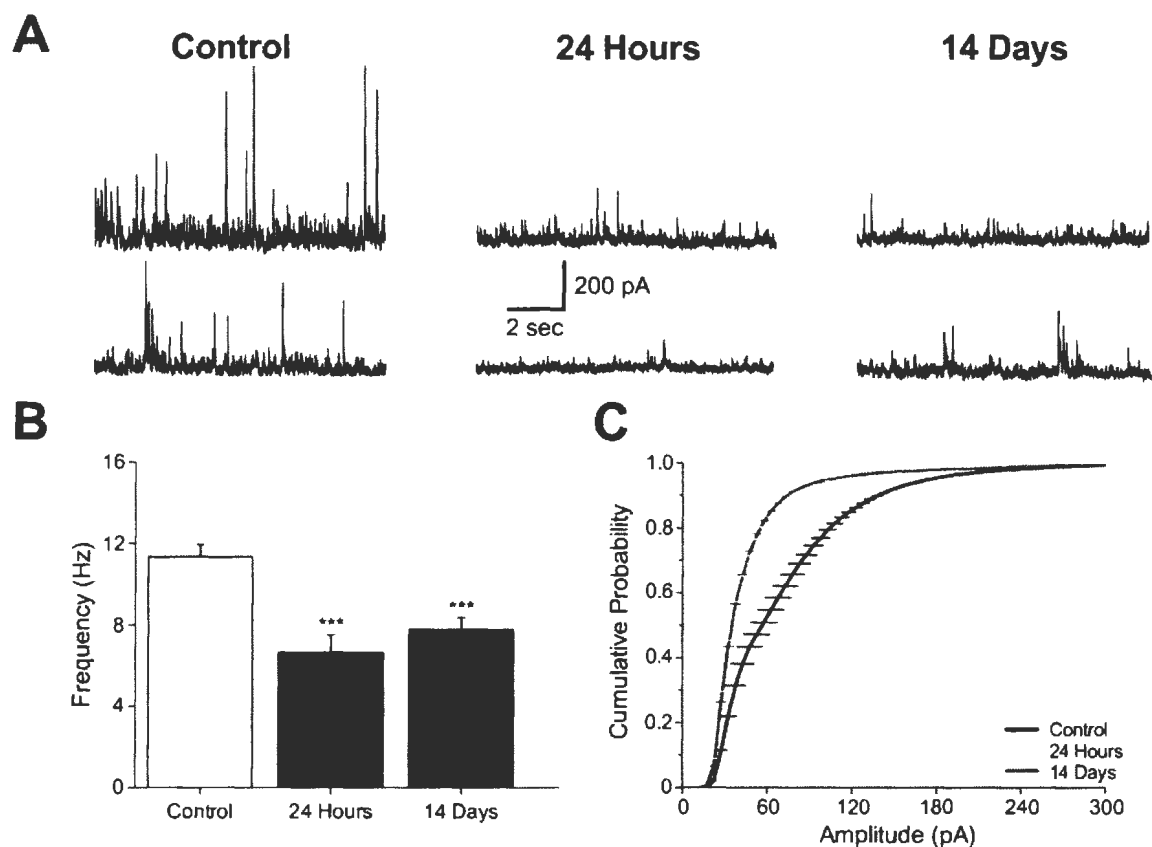 A
Control
24 Hours
14 Days
200 pA
2 sec
B
16
12
8
4
0
Frequency (Hz)
***
***
Control
24 Hours
14 Days
C
1.0
0.8
0.6
0.4
0.2
0
Cumulative Probability
Control
24 Hours
14 Days
0
60
120
180
240
300
Amplitude (pA)